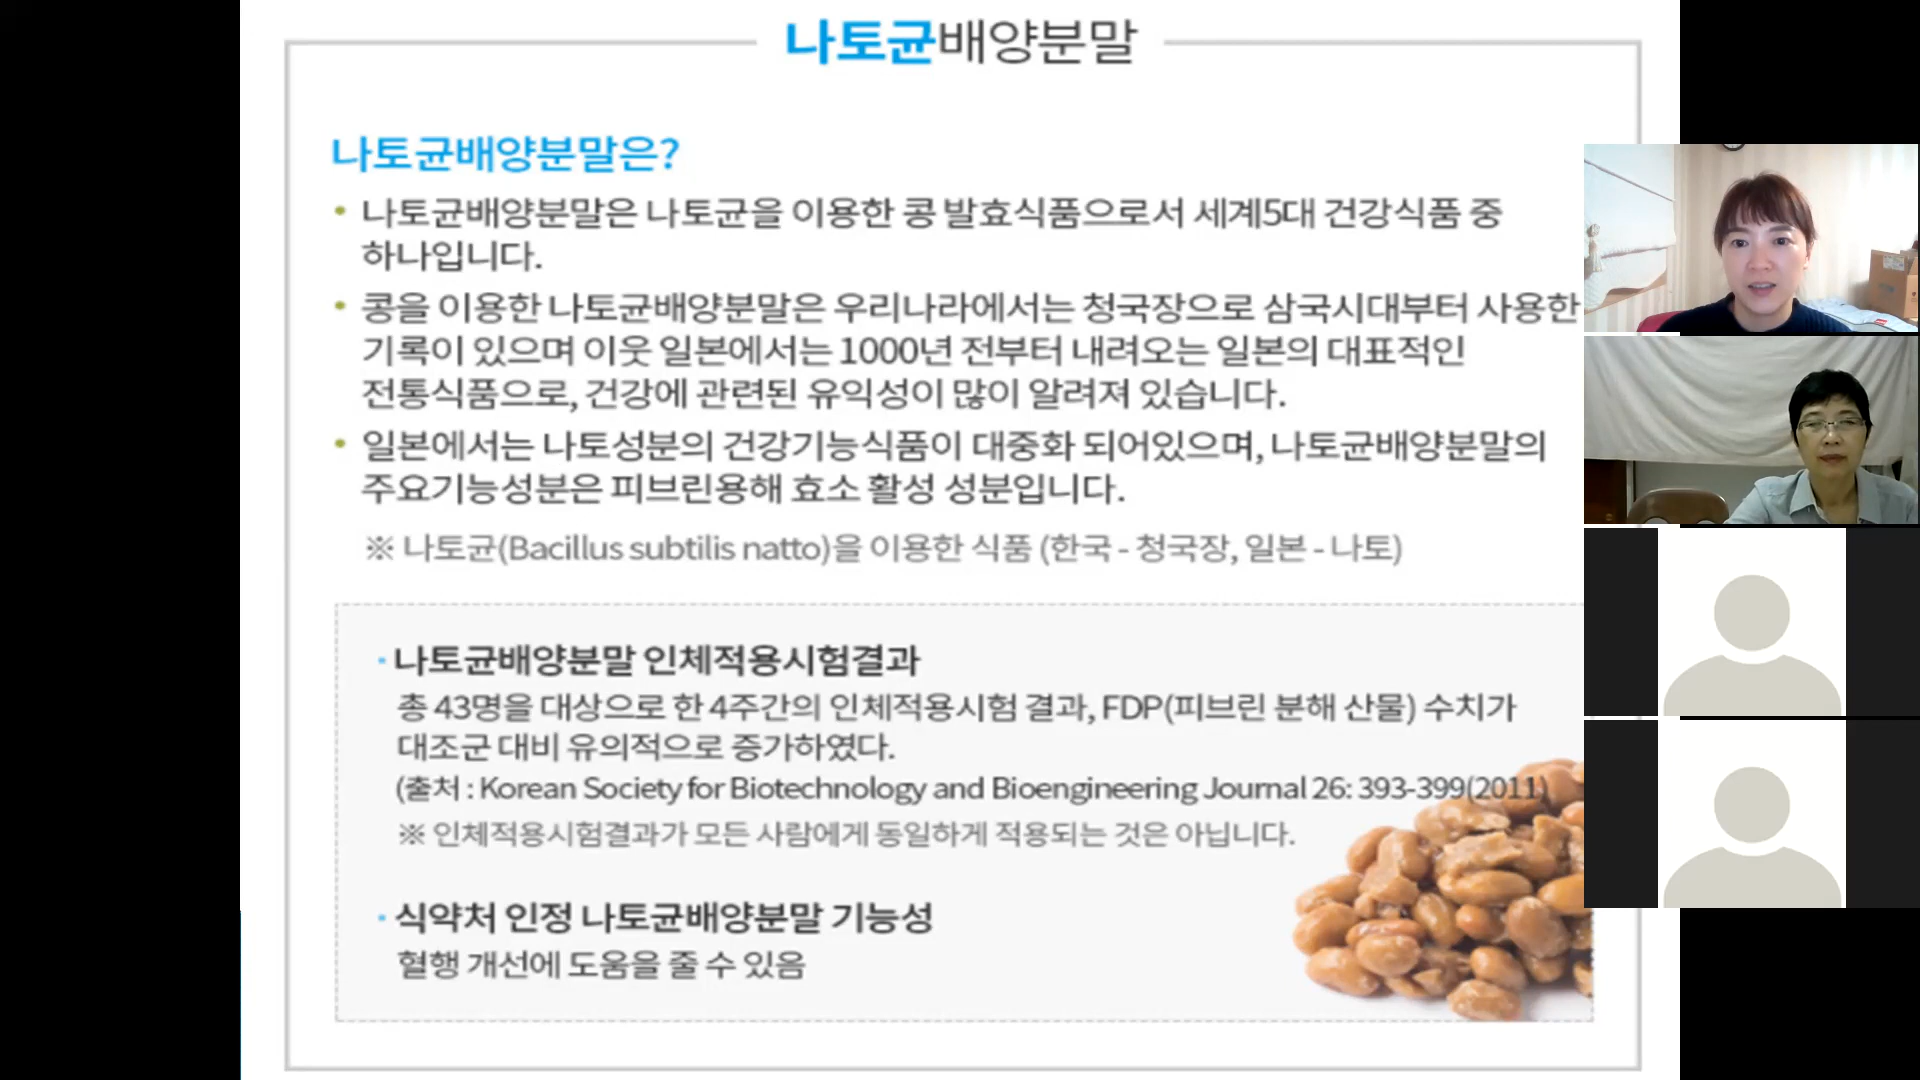 나토균배양분말
나토균배양분말은?
• 나토균배양분말은 나토균을 이용한 콩 발효식품으로서 세계5대 건강식품 중
하나입니다.
• 콩을 이용한 나토균배양분말은 우리나라에서는 청국장으로 삼국시대부터 사용한
기록이 있으며 이웃 일본에서는 1000년 전부터 내려오는 일본의 대표적인
전통식품으로, 건강에 관련된 유익성이 많이 알려져 있습니다.
• 일본에서는 나토성분의 건강기능식품이 대중화 되어있으며, 나토균배양분말의
주요기능성분은 피브린용해 효소 활성 성분입니다.
※ 나토균(Bacillus subtilis natto)을 이용한 식품 (한국 - 청국장, 일본 - 나토)
· 나토균배양분말 인체적용시험결과
총 43명을 대상으로 한 4주간의 인체적용시험 결과, FDP(피브린 분해 산물) 수치가
대조군 대비 유의적으로 증가하였다.
(출처 : Korean Society for Biotechnology and Bioengineering Journal 26: 393-399(2011)
※ 인체적용시험결과가 모든 사람에게 동일하게 적용되는 것은 아닙니다.
· 식약처 인정 나토균배양분말 기능성
혈행 개선에 도움을 줄 수 있음